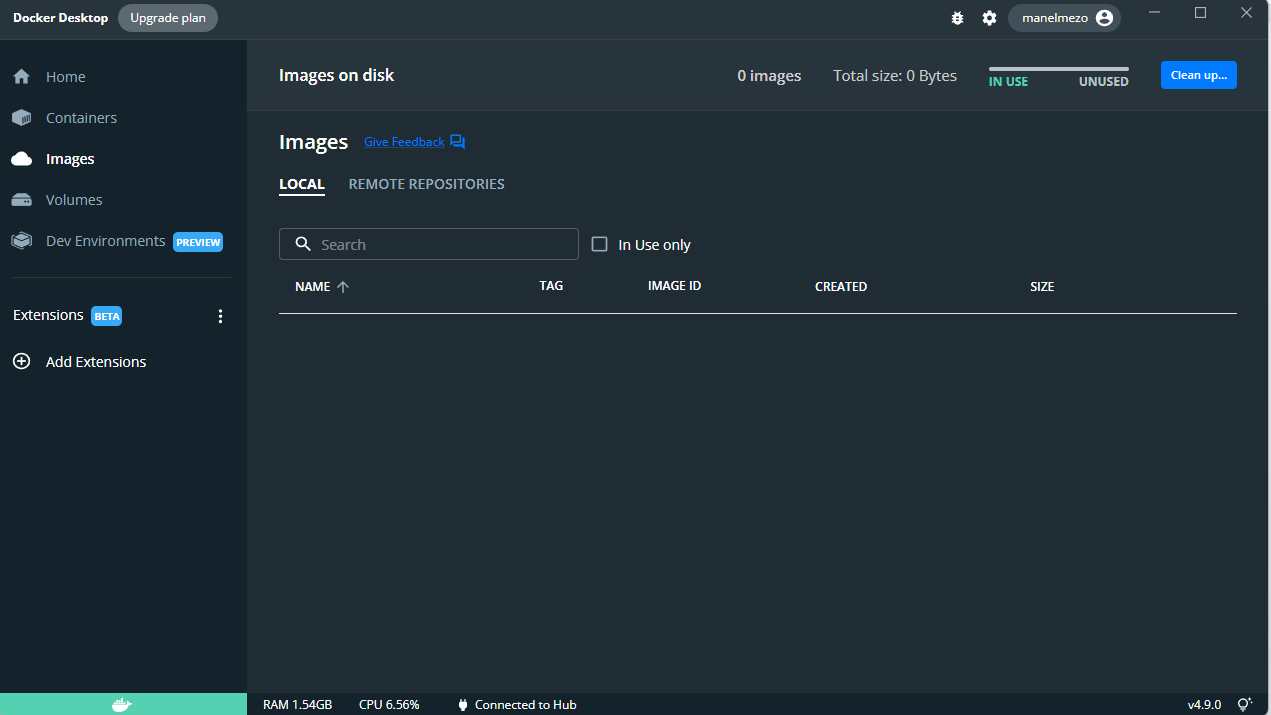 Docker Desktop Upgrade plan manelmezo
Home
Containers
Images
Volumes
Dev Environments PREVIEW
Extensions BETA
Add Extensions
Images on disk 0 images Total size: 0 Bytes IN USE UNUSED Clean up...
Images Give Feedback
LOCAL REMOTE REPOSITORIES
Search In Use only
NAME TAG IMAGE ID CREATED SIZE
RAM 1.54GB CPU 6.56% Connected to Hub v4.9.0